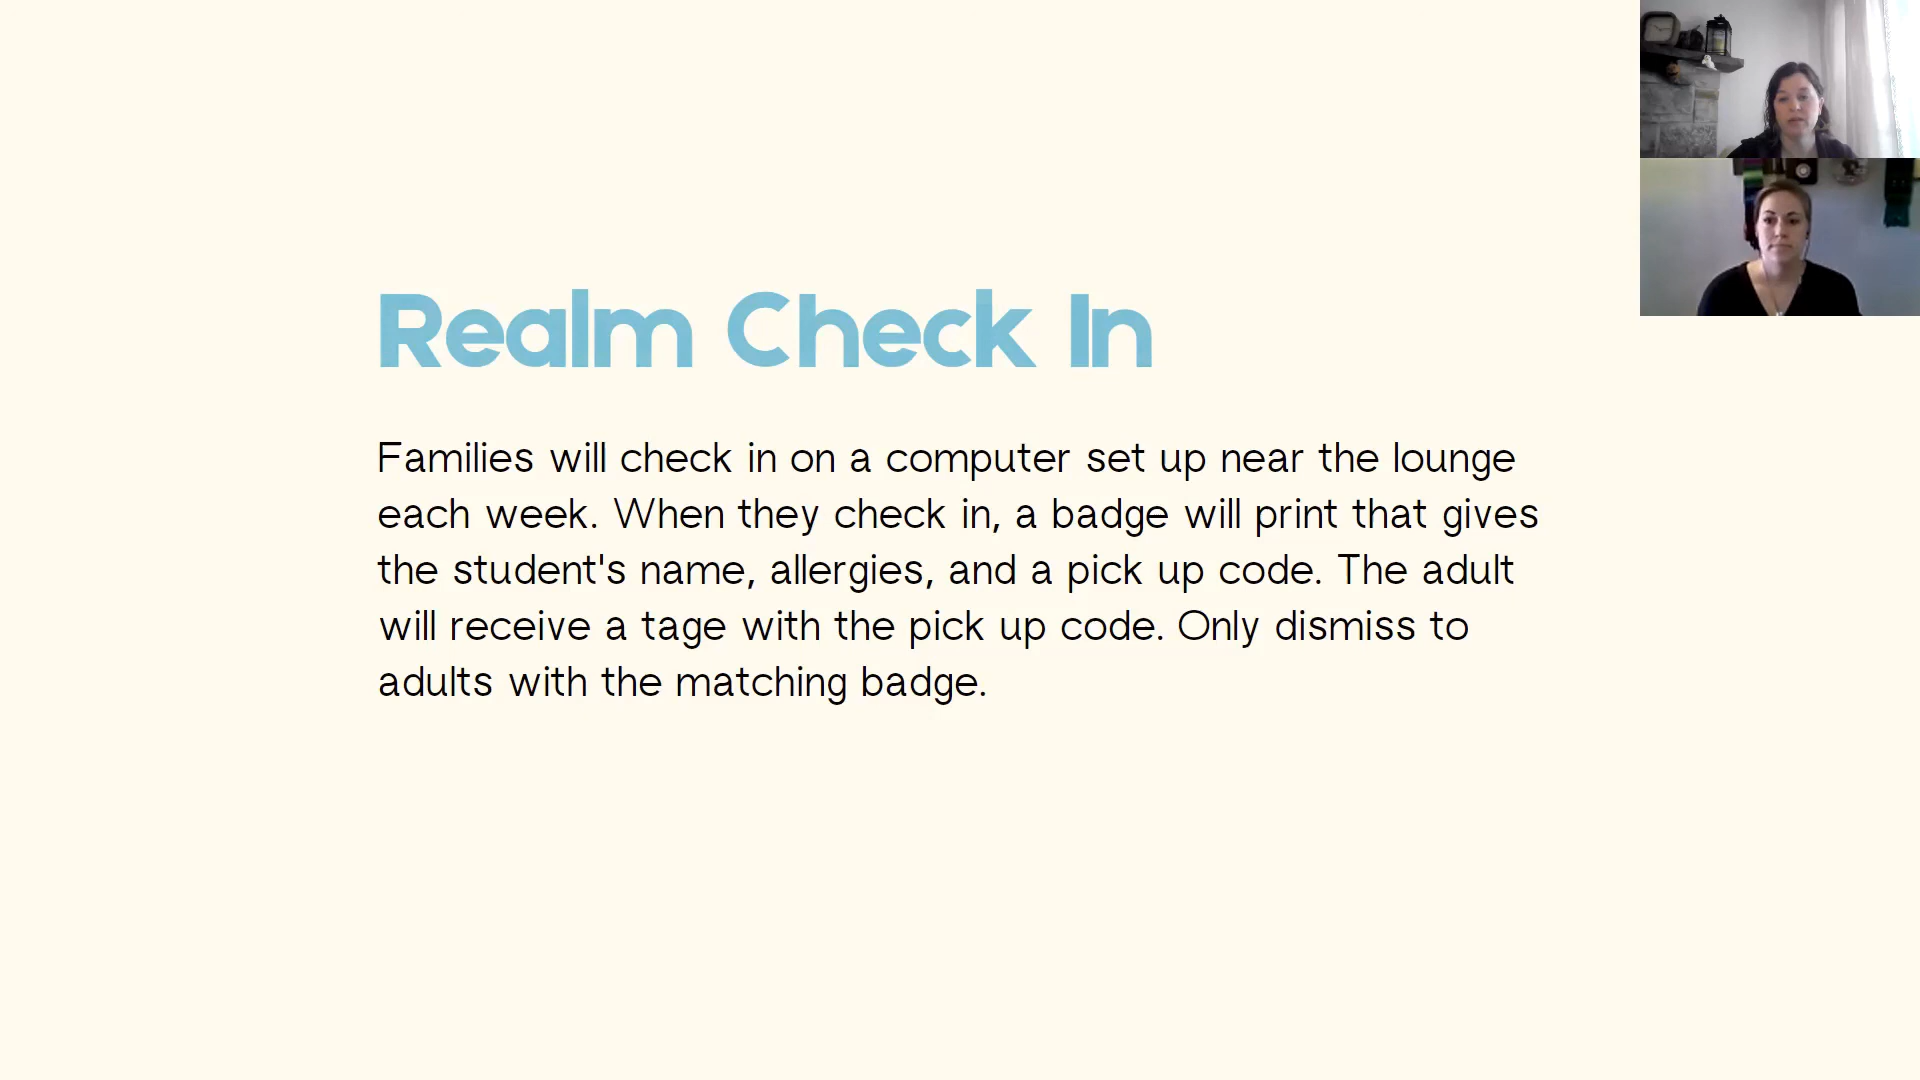 Realm Check In
Families will check in on a computer set up near the lounge
each week. When they check in, a badge will print that gives
the student's name, allergies, and a pick up code. The adult
will receive a tage with the pick up code. Only dismiss to
adults with the matching badge.